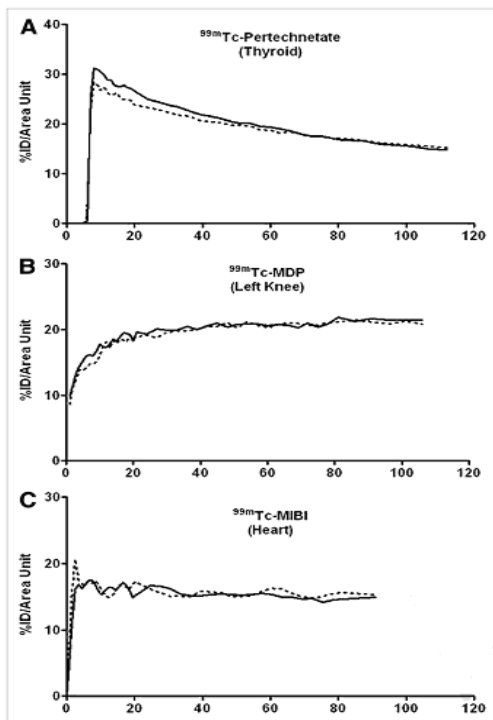 A
⁹⁹ᵐTc-Pertechnetate
(Thyroid)
%ID/Area Unit
40
30
20
10
0
0 20 40 60 80 100 120
B
⁹⁹ᵐTc-MDP
(Left Knee)
%ID/Area Unit
30
20
10
0
0 20 40 60 80 100 120
C
⁹⁹ᵐTc-MIBI
(Heart)
%ID/Area Unit
30
20
10
0
0 20 40 60 80 100 120